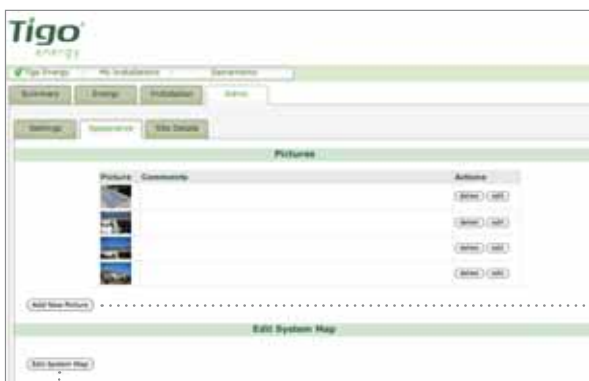 Tigo
energy
Tigo Energy My Installations Sacramento
Summary Energy Installation Admin
Settings Appearance Site Details
Pictures
Picture Comments Actions
delete edit
delete edit
delete edit
delete edit
Add New Picture
Edit System Map
Edit System Map